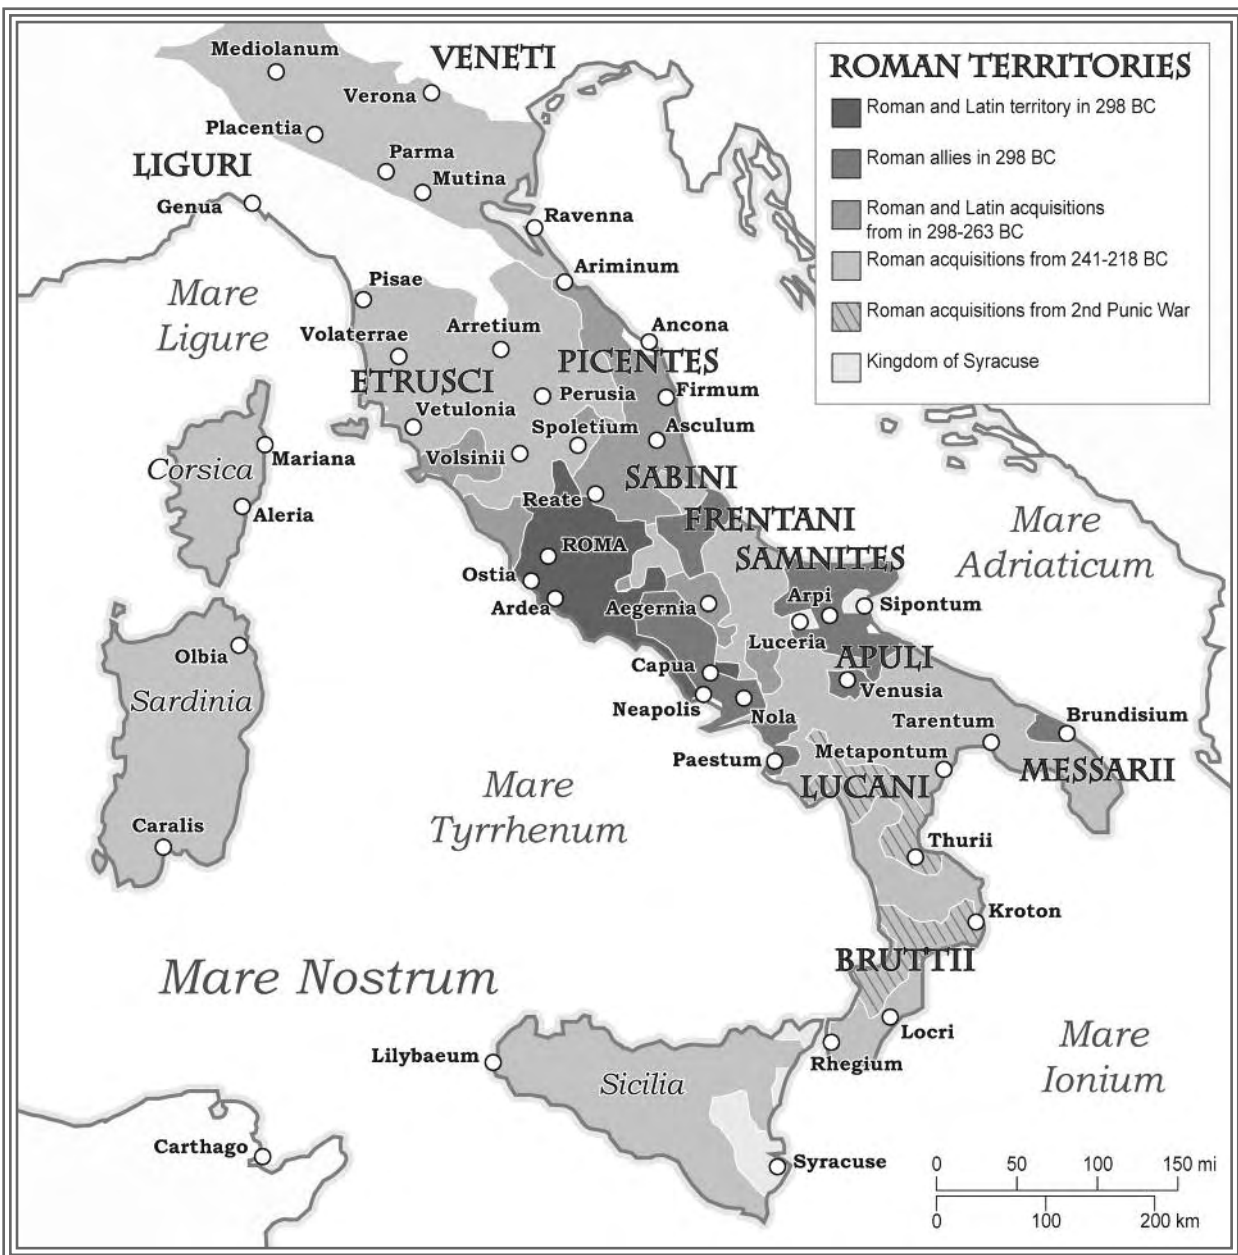 Mediolanum
VENETI
Verona
Placentia
LIGURI
Parma
Mutina
Genua
Ravenna
ROMAN TERRITORIES
Roman and Latin territory in 298 BC
Roman allies in 298 BC
Roman and Latin acquisitions
from in 298-263 BC
Roman acquisitions from 241-218 BC
Roman acquisitions from 2nd Punic War
Kingdom of Syracuse
Ariminum
Pisae
Mare
Ligure
Volaterrae
Arretium
Ancona
PICENTES
ETRUSCI
Perusia
Firmum
Vetulonia
Spoletium
Asculum
Corsica
Mariana
Volsinii
SABINI
Reate
Aleria
FRENTANI
Mare
Adriaticum
ROMA
SAMNITES
Ostia
Ardea
Aegernia
Arpi
Sipontum
Luceria
Olbia
Sardinia
Capua
APULI
Venusia
Neapolis
Nola
Tarentum
Brundisium
Paestum
Metapontum
LUCANI
MESSARII
Mare
Tyrrhenum
Caralis
Thurii
Kroton
Mare Nostrum
BRUTTII
Locri
Rhegium
Mare
Ionium
Lilybaeum
Sicilia
Carthago
Syracuse
0 50 100 150 mi
0 100 200 km